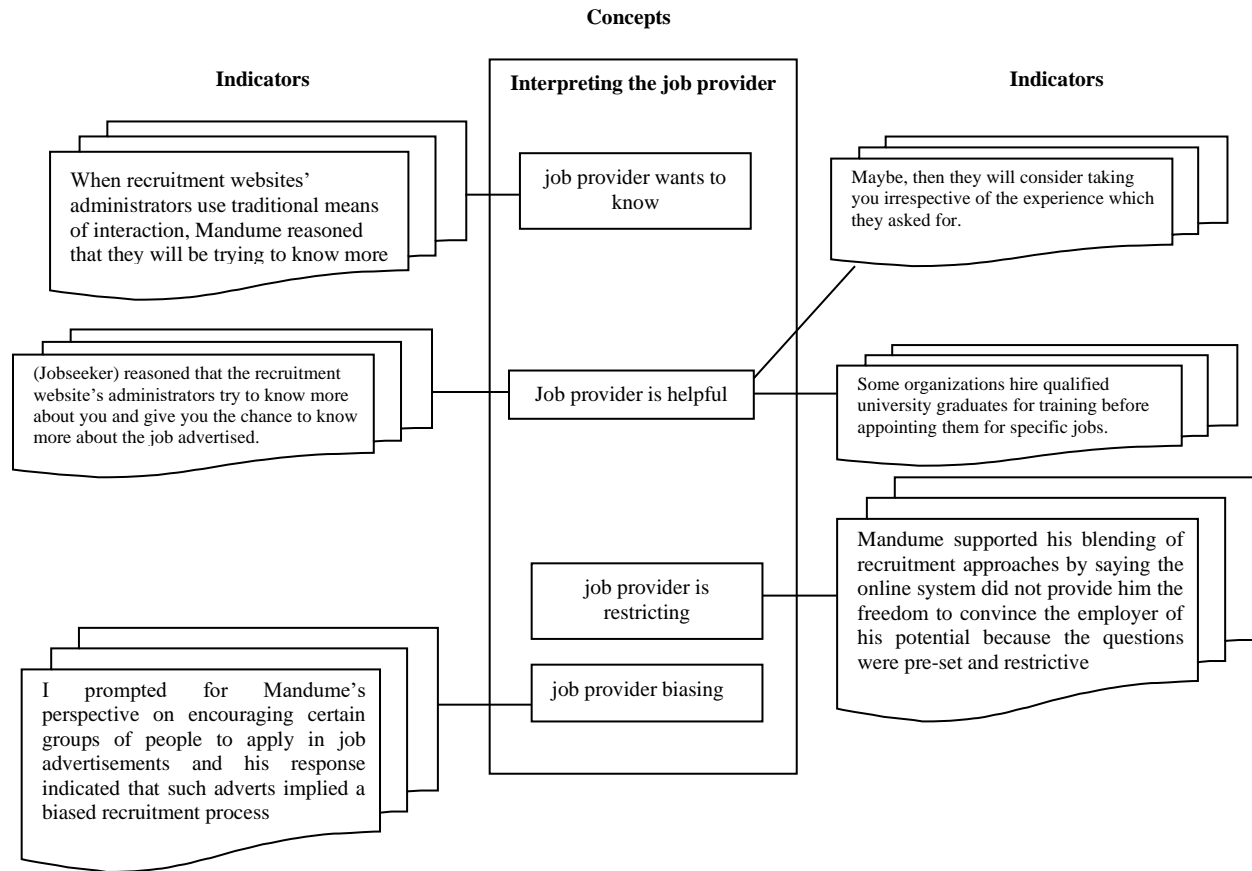 Concepts
Indicators
Interpreting the job provider
Indicators
When recruitment websites’
administrators use traditional means
of interaction, Mandume reasoned
that they will be trying to know more
job provider wants to
know
Maybe, then they will consider taking
you irrespective of the experience which
they asked for.
(Jobseeker) reasoned that the recruitment
website’s administrators try to know more
about you and give you the chance to know
more about the job advertised.
Job provider is helpful
Some organizations hire qualified
university graduates for training before
appointing them for specific jobs.
job provider is
restricting
Mandume supported his blending of
recruitment approaches by saying the
online system did not provide him the
freedom to convince the employer of
his potential because the questions
were pre-set and restrictive
I prompted for Mandume’s
perspective on encouraging certain
groups of people to apply in job
advertisements and his response
indicated that such adverts implied a
biased recruitment process
job provider biasing